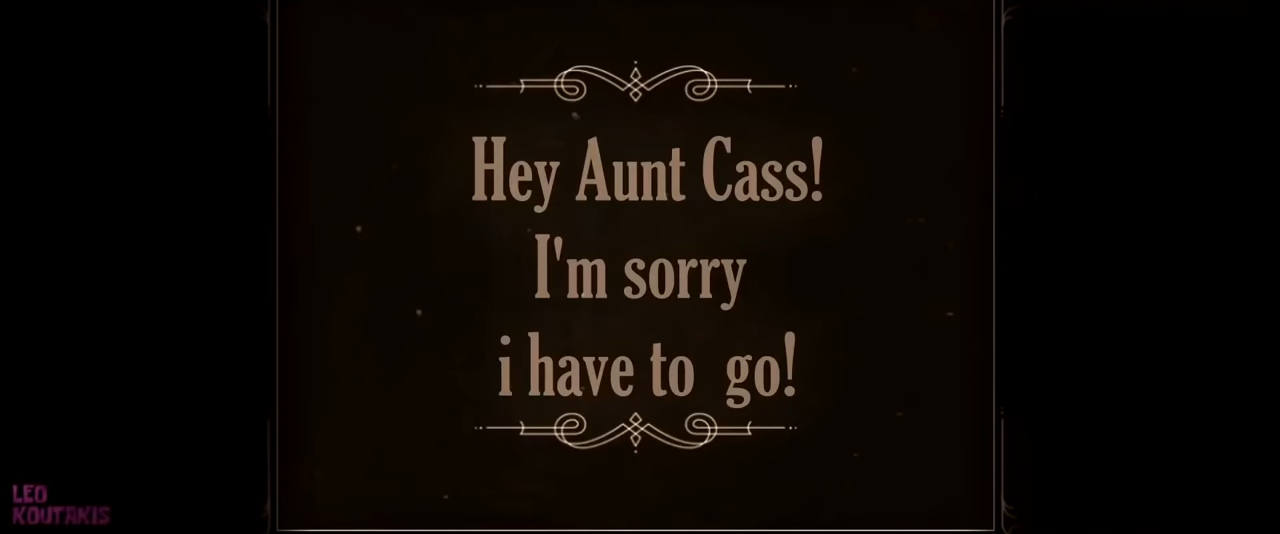 Hey Aunt Cass!
I'm sorry
i have to go!
LEO
KOUTAKIS